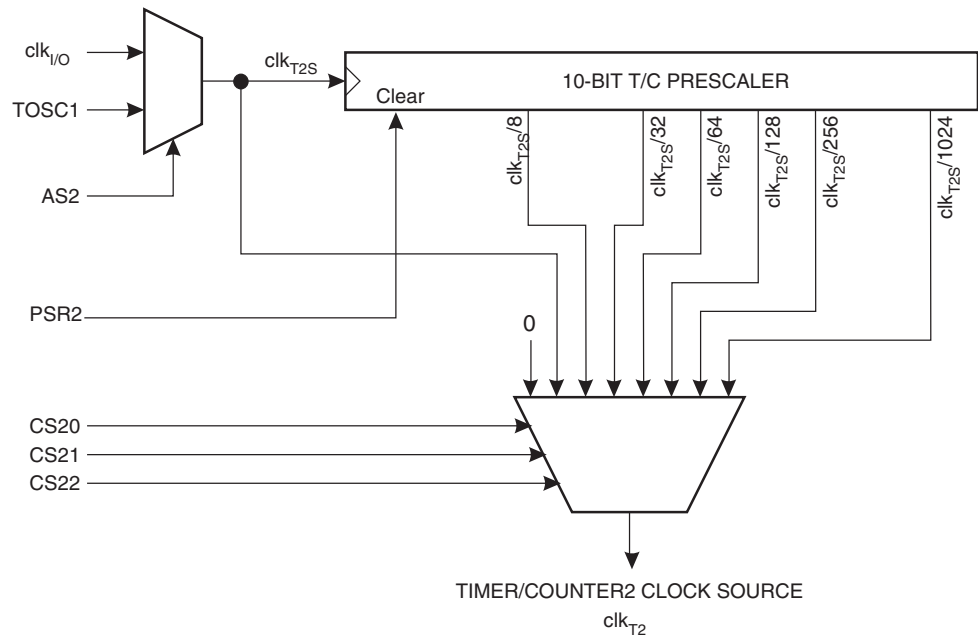 clkI/O
clkT2S
10-BIT T/C PRESCALER
TOSC1
Clear
clkT2S/8
clkT2S/32
clkT2S/64
clkT2S/128
clkT2S/256
clkT2S/1024
AS2
PSR2
0
CS20
CS21
CS22
TIMER/COUNTER2 CLOCK SOURCE
clkT2